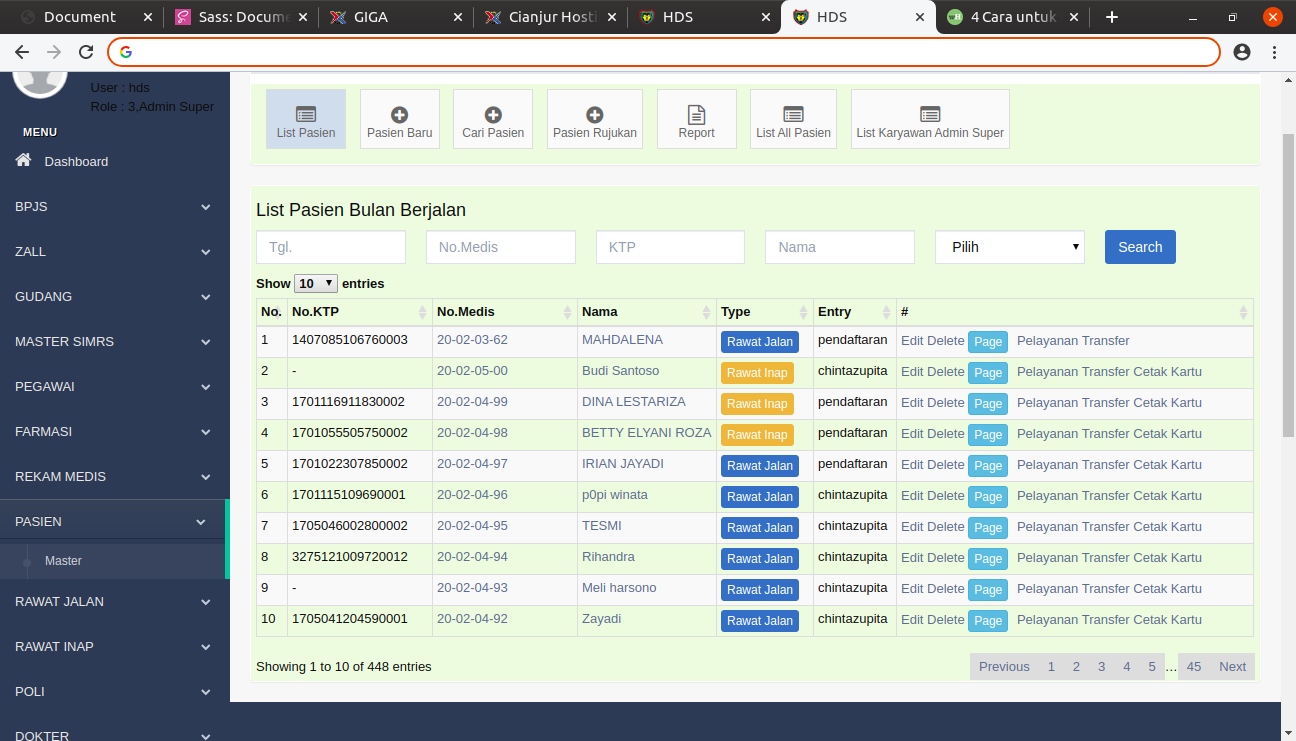 Document
Sass: Docume
GIGA
Cianjur Hosti
HDS
HDS
4 Cara untuk
User : hds
Role : 3,Admin Super
MENU
Dashboard
BPJS
ZALL
GUDANG
MASTER SIMRS
PEGAWAI
FARMASI
REKAM MEDIS
PASIEN
Master
RAWAT JALAN
RAWAT INAP
POLI
DOKTER
List Pasien
Pasien Baru
Cari Pasien
Pasien Rujukan
Report
List All Pasien
List Karyawan Admin Super
List Pasien Bulan Berjalan
Tgl. No.Medis KTP Nama Pilih Search
Show 10 entries
No. No.KTP No.Medis Nama Type Entry #
1 1407085106760003 20-02-03-62 MAHDALENA Rawat Jalan pendaftaran Edit Delete Page Pelayanan Transfer
2 - 20-02-05-00 Budi Santoso Rawat Inap chintazupita Edit Delete Page Pelayanan Transfer Cetak Kartu
3 1701116911830002 20-02-04-99 DINA LESTARIZA Rawat Inap pendaftaran Edit Delete Page Pelayanan Transfer Cetak Kartu
4 1701055505750002 20-02-04-98 BETTY ELYANI ROZA Rawat Inap pendaftaran Edit Delete Page Pelayanan Transfer Cetak Kartu
5 1701022307850002 20-02-04-97 IRIAN JAYADI Rawat Jalan pendaftaran Edit Delete Page Pelayanan Transfer Cetak Kartu
6 1701115109690001 20-02-04-96 p0pi winata Rawat Jalan chintazupita Edit Delete Page Pelayanan Transfer Cetak Kartu
7 1705046002800002 20-02-04-95 TESMI Rawat Jalan chintazupita Edit Delete Page Pelayanan Transfer Cetak Kartu
8 3275121009720012 20-02-04-94 Rihandra Rawat Jalan chintazupita Edit Delete Page Pelayanan Transfer Cetak Kartu
9 - 20-02-04-93 Meli harsono Rawat Jalan chintazupita Edit Delete Page Pelayanan Transfer Cetak Kartu
10 1705041204590001 20-02-04-92 Zayadi Rawat Jalan chintazupita Edit Delete Page Pelayanan Transfer Cetak Kartu
Showing 1 to 10 of 448 entries
Previous 1 2 3 4 5 … 45 Next